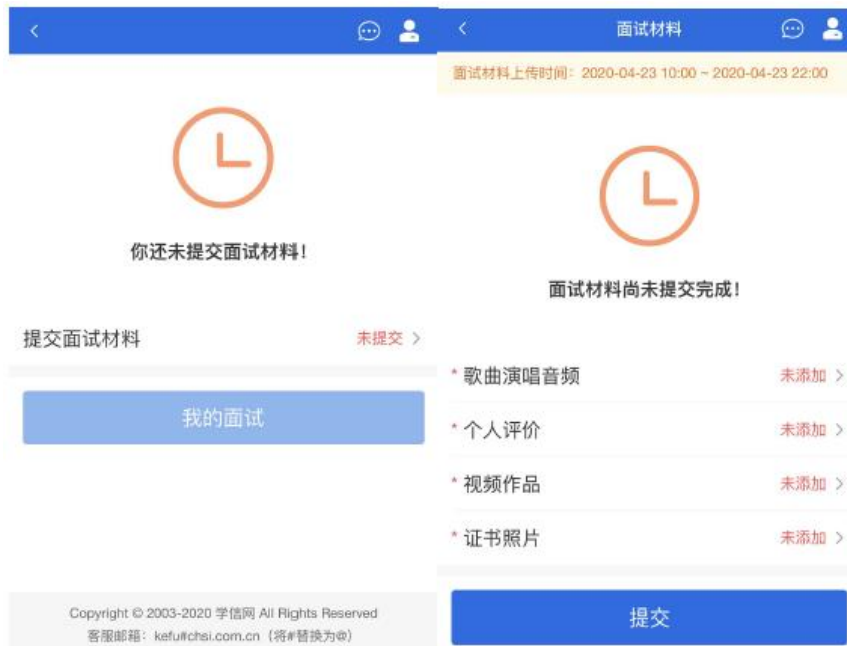 你还未提交面试材料!
提交面试材料 未提交
我的面试
Copyright © 2003-2020 学信网 All Rights Reserved
客服邮箱: kefu#chsi.com.cn (将#替换为@)
面试材料
面试材料上传时间: 2020-04-23 10:00 ~ 2020-04-23 22:00
面试材料尚未提交完成!
* 歌曲演唱音频 未添加
* 个人评价 未添加
* 视频作品 未添加
* 证书照片 未添加
提交